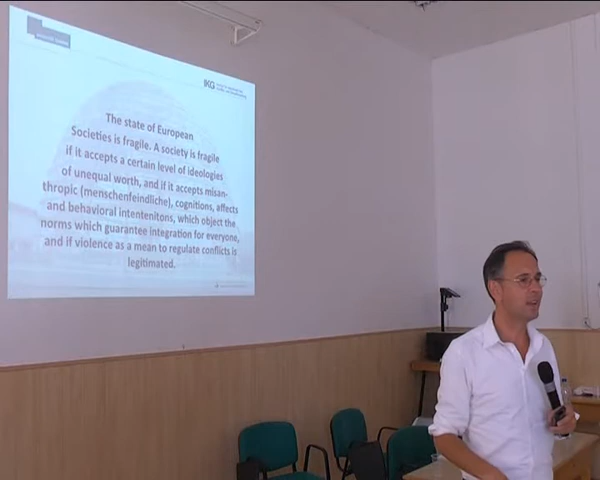 IKG
The state of European
Societies is fragile. A society is fragile
if it accepts a certain level of ideologies
of unequal worth, and if it accepts misan-
thropic (menschenfeindliche), cognitions, affects
and behavioral intentenitons, which object the
norms which guarantee integration for everyone,
and if violence as a mean to regulate conflicts is
legitimated.